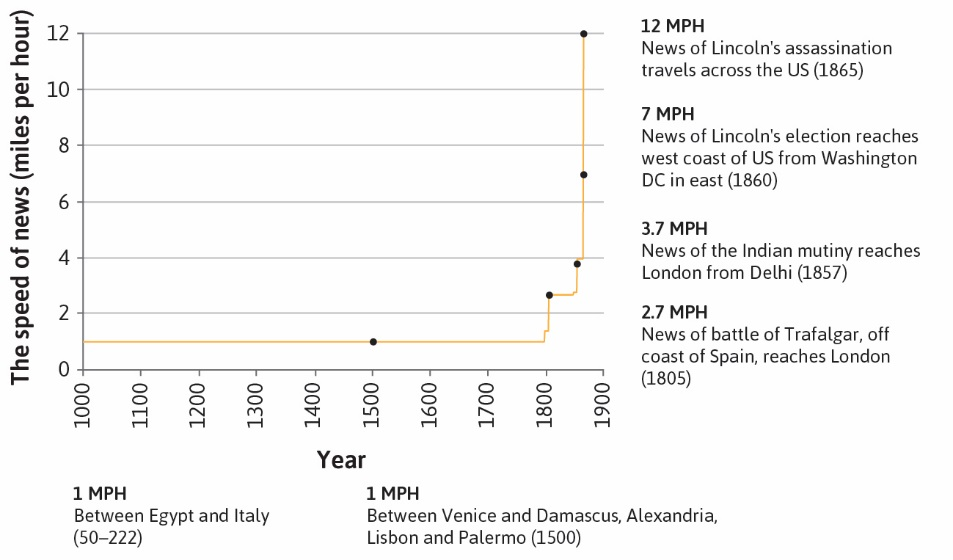 The speed of news (miles per hour)
12
10
8
6
4
2
0
1000
1100
1200
1300
1400
1500
1600
1700
1800
1900
Year
12 MPH
News of Lincoln's assassination
travels across the US (1865)
7 MPH
News of Lincoln's election reaches
west coast of US from Washington
DC in east (1860)
3.7 MPH
News of the Indian mutiny reaches
London from Delhi (1857)
2.7 MPH
News of battle of Trafalgar, off
coast of Spain, reaches London
(1805)
1 MPH
Between Egypt and Italy
(50–222)
1 MPH
Between Venice and Damascus, Alexandria,
Lisbon and Palermo (1500)